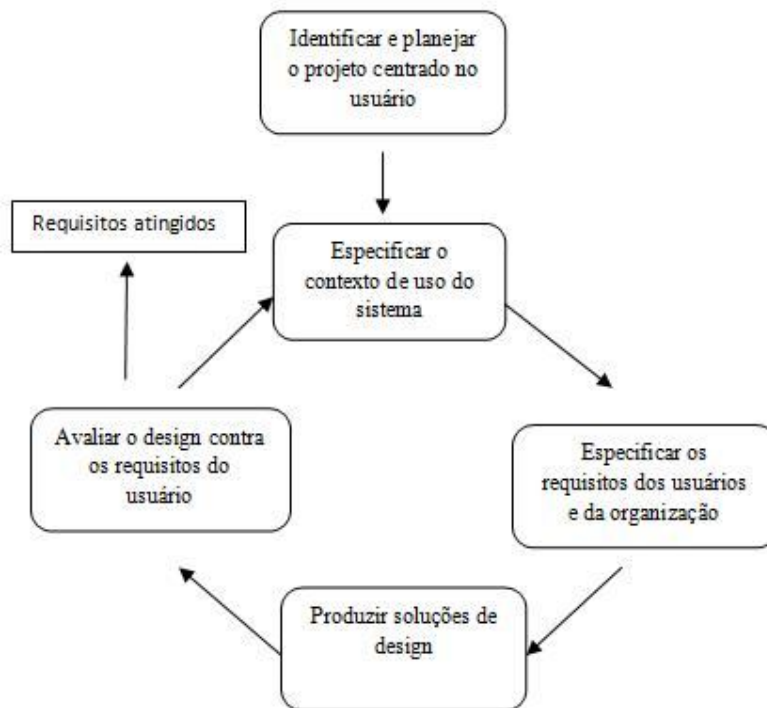 Identificar e planejar
o projeto centrado no
usuário
Requisitos atingidos
Especificar o
contexto de uso do
sistema
Avaliar o design contra
os requisitos do
usuário
Especificar os
requisitos dos usuários
e da organização
Produzir soluções de
design